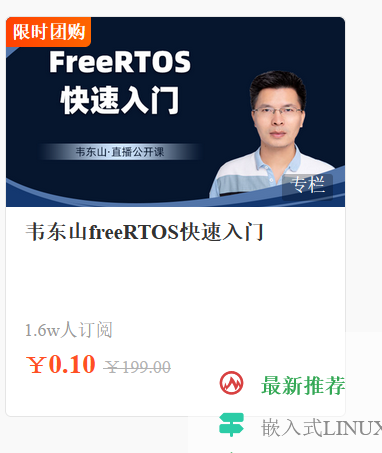 限时团购
FreeRTOS
快速入门
韦东山·直播公开课
专栏
韦东山freeRTOS快速入门
1.6w人订阅
￥0.10 ￥199.00
最新推荐
嵌入式LINUX